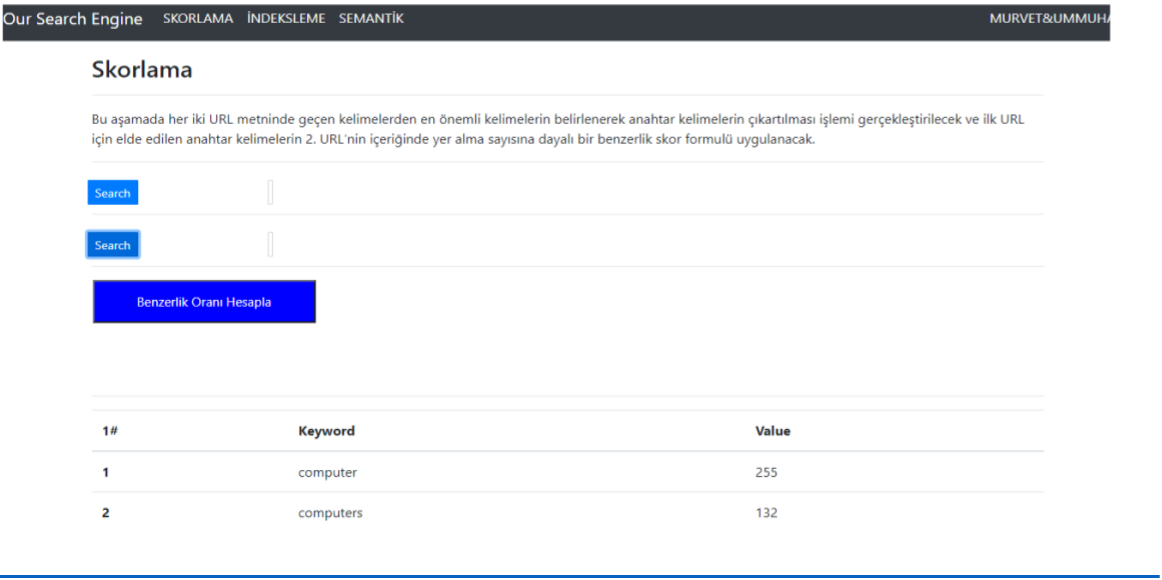 Our Search Engine SKORLAMA İNDEKSLEME SEMANTİK MURVET&UMMUHA
Skorlama
Bu aşamada her iki URL metninde geçen kelimelerden en önemli kelimelerin belirlenerek anahtar kelimelerin çıkartılması işlemi gerçekleştirilecek ve ilk URL
için elde edilen anahtar kelimelerin 2. URL'nin içeriğinde yer alma sayısına dayalı bir benzerlik skor formulü uygulanacak.
Search
Search
Benzerlik Oranı Hesapla
1# Keyword Value
1 computer 255
2 computers 132